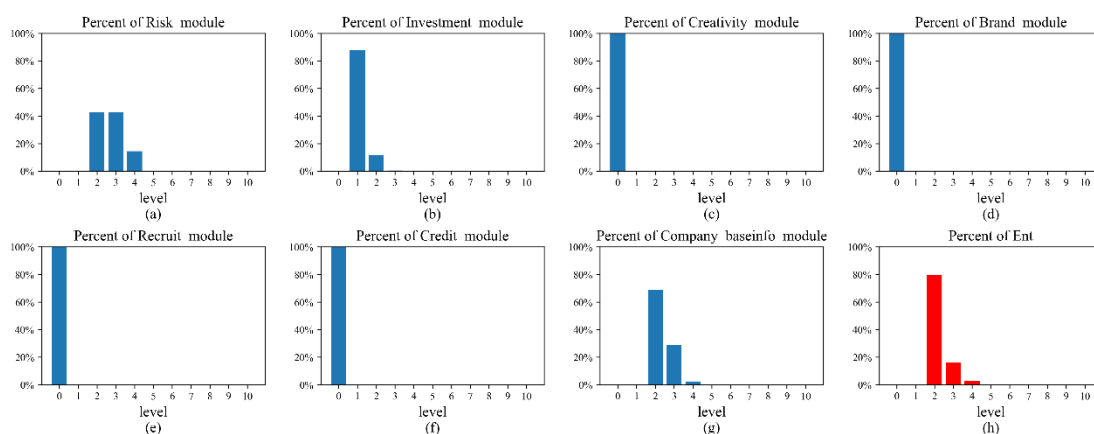 Percent of Risk module
100%
80%
60%
40%
20%
0%
0 1 2 3 4 5 6 7 8 9 10
level
(a)
Percent of Investment module
100%
80%
60%
40%
20%
0%
0 1 2 3 4 5 6 7 8 9 10
level
(b)
Percent of Creativity module
100%
80%
60%
40%
20%
0%
0 1 2 3 4 5 6 7 8 9 10
level
(c)
Percent of Brand module
100%
80%
60%
40%
20%
0%
0 1 2 3 4 5 6 7 8 9 10
level
(d)
Percent of Recruit module
100%
80%
60%
40%
20%
0%
0 1 2 3 4 5 6 7 8 9 10
level
(e)
Percent of Credit module
100%
80%
60%
40%
20%
0%
0 1 2 3 4 5 6 7 8 9 10
level
(f)
Percent of Company baseinfo module
100%
80%
60%
40%
20%
0%
0 1 2 3 4 5 6 7 8 9 10
level
(g)
Percent of Ent
100%
80%
60%
40%
20%
0%
0 1 2 3 4 5 6 7 8 9 10
level
(h)